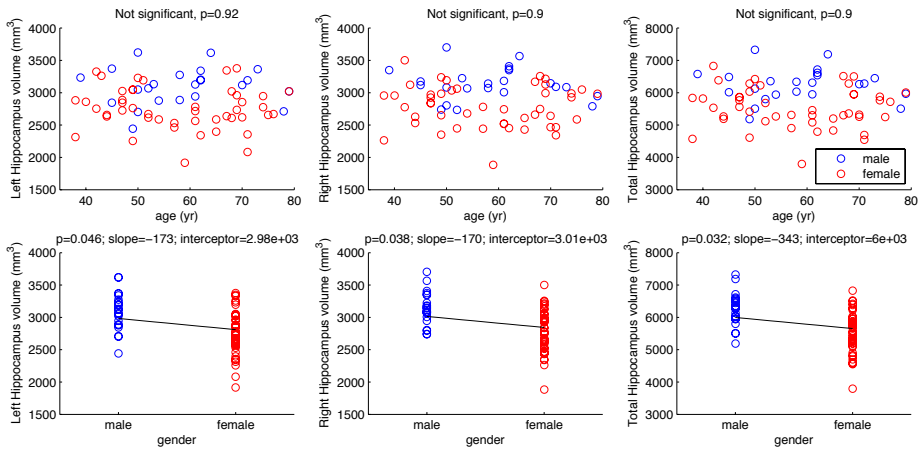 Not significant, p=0.92
Left Hippocampus volume (mm³)
4000
3500
3000
2500
2000
1500
40 50 60 70 80
age (yr)
Not significant, p=0.9
Right Hippocampus volume (mm³)
4000
3500
3000
2500
2000
1500
40 50 60 70 80
age (yr)
Not significant, p=0.9
Total Hippocampus volume (mm³)
8000
7000
6000
5000
4000
3000
40 50 60 70 80
age (yr)
male
female
p=0.046; slope=−173; interceptor=2.98e+03
Left Hippocampus volume (mm³)
4000
3500
3000
2500
2000
1500
male female
gender
p=0.038; slope=−170; interceptor=3.01e+03
Right Hippocampus volume (mm³)
4000
3500
3000
2500
2000
1500
male female
gender
p=0.032; slope=−343; interceptor=6e+03
Total Hippocampus volume (mm³)
8000
7000
6000
5000
4000
3000
male female
gender